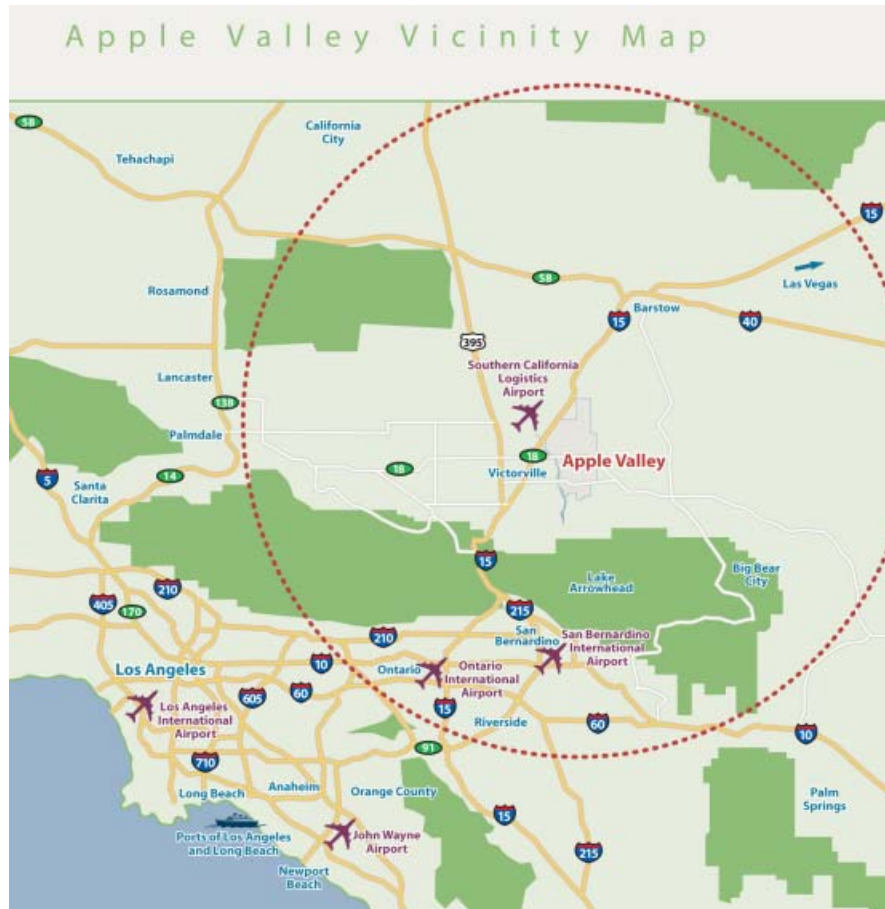 Apple Valley Vicinity Map
58
California
City
Tehachapi
15
Las Vegas
58
Rosamond
Barstow
15
40
395
Southern California
Logistics
Airport
Lancaster
138
Palmdale
18
18
Victorville
Apple Valley
14
5
Santa
Clarita
15
Lake
Arrowhead
Big Bear
City
210
405
170
215
210
San
Bernardino
San Bernardino
International
Airport
10
Los Angeles
Ontario
Ontario
International
Airport
60
605
Los Angeles
International
Airport
15
Riverside
60
10
91
710
Long Beach
Anaheim
Orange County
Palm
Springs
15
Ports of Los Angeles
and Long Beach
John Wayne
Airport
215
Newport
Beach